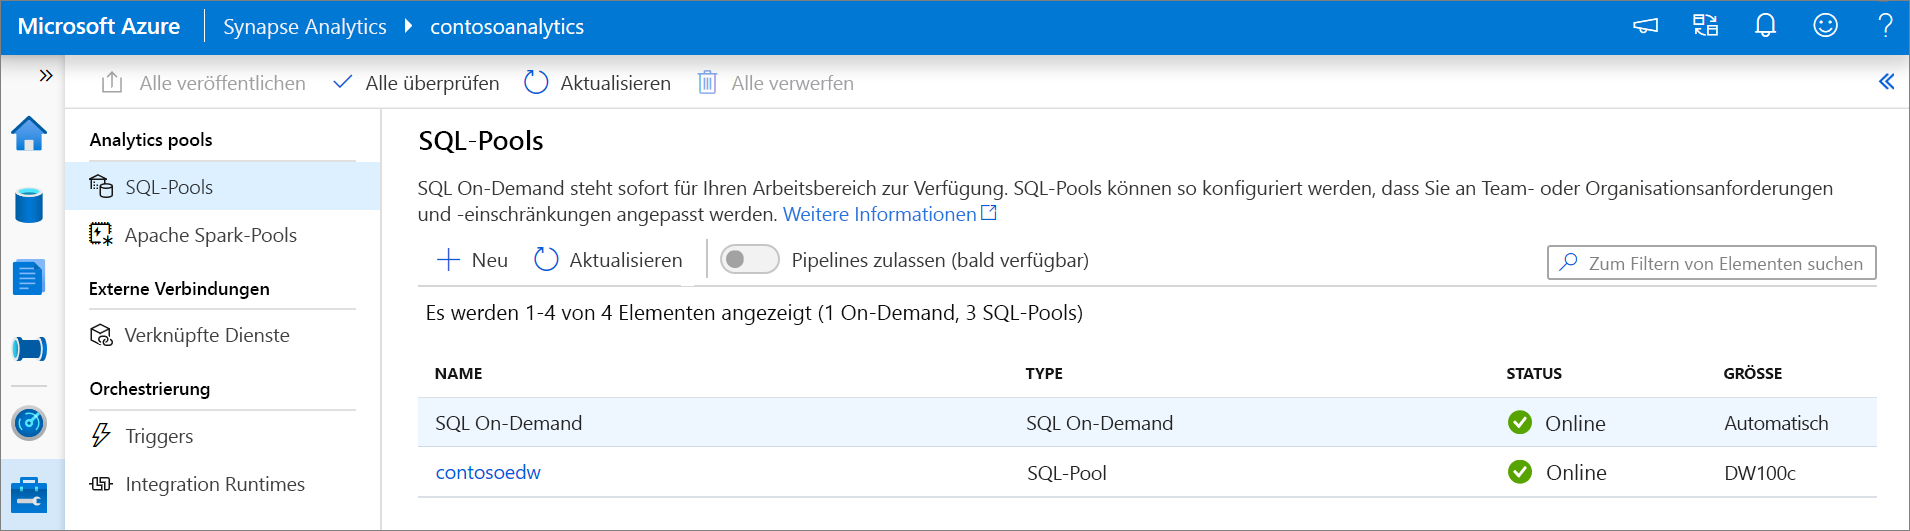 Microsoft Azure Synapse Analytics contosoanalytics
Alle veröffentlichen Alle überprüfen Aktualisieren Alle verwerfen
Analytics pools
SQL-Pools
Apache Spark-Pools
Externe Verbindungen
Verknüpfte Dienste
Orchestrierung
Triggers
Integration Runtimes
SQL-Pools
SQL On-Demand steht sofort für Ihren Arbeitsbereich zur Verfügung. SQL-Pools können so konfiguriert werden, dass Sie an Team- oder Organisationsanforderungen
und -einschränkungen angepasst werden. Weitere Informationen
Neu Aktualisieren Pipelines zulassen (bald verfügbar) Zum Filtern von Elementen suchen
Es werden 1-4 von 4 Elementen angezeigt (1 On-Demand, 3 SQL-Pools)
NAME TYPE STATUS GRÖSSE
SQL On-Demand SQL On-Demand Online Automatisch
contosoedw SQL-Pool Online DW100c